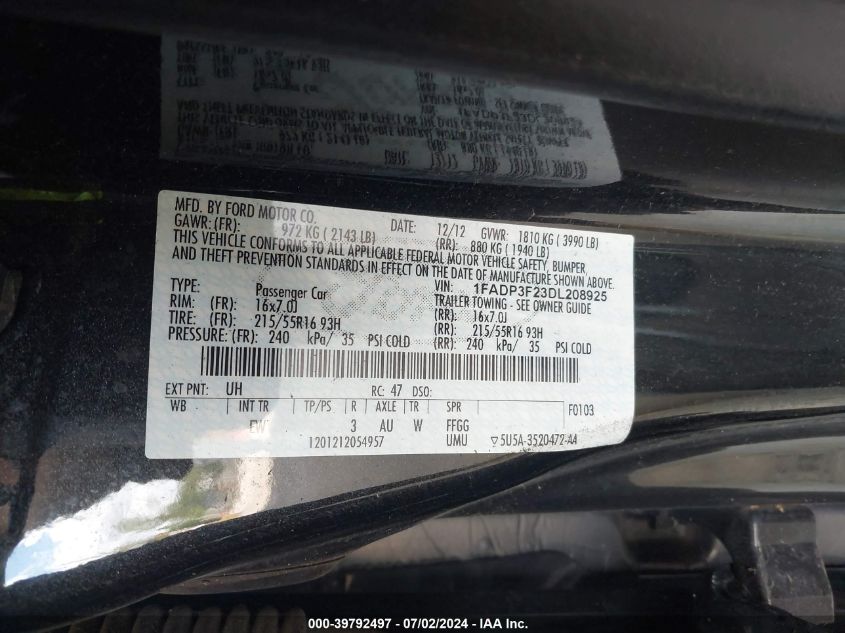 MFD. BY FORD MOTOR CO.
DATE: 12/12 GVWR: 1810 KG ( 3990 LB)
GAWR: (FR): 972 KG ( 2143 LB) (RR): 880 KG ( 1940 LB)
THIS VEHICLE CONFORMS TO ALL APPLICABLE FEDERAL MOTOR VEHICLE SAFETY, BUMPER,
AND THEFT PREVENTION STANDARDS IN EFFECT ON THE DATE OF MANUFACTURE SHOWN ABOVE.
VIN: 1FADP3F23DL208925
TYPE: Passenger Car TRAILER TOWING - SEE OWNER GUIDE
RIM: (FR): 16x7.0J (RR): 16x7.0J
TIRE: (FR): 215/55R16 93H (RR): 215/55R16 93H
PRESSURE: (FR): 240 kPa/ 35 PSI COLD (RR): 240 kPa/ 35 PSI COLD
EXT PNT: UH RC: 47 DSO:
WB INT TR TP/PS R AXLE TR SPR F0103
EW 3 AU W FFGG
1201212054957 UMU ▽5U5A-3520472-AA
000-39792497 - 07/02/2024 - IAA Inc.